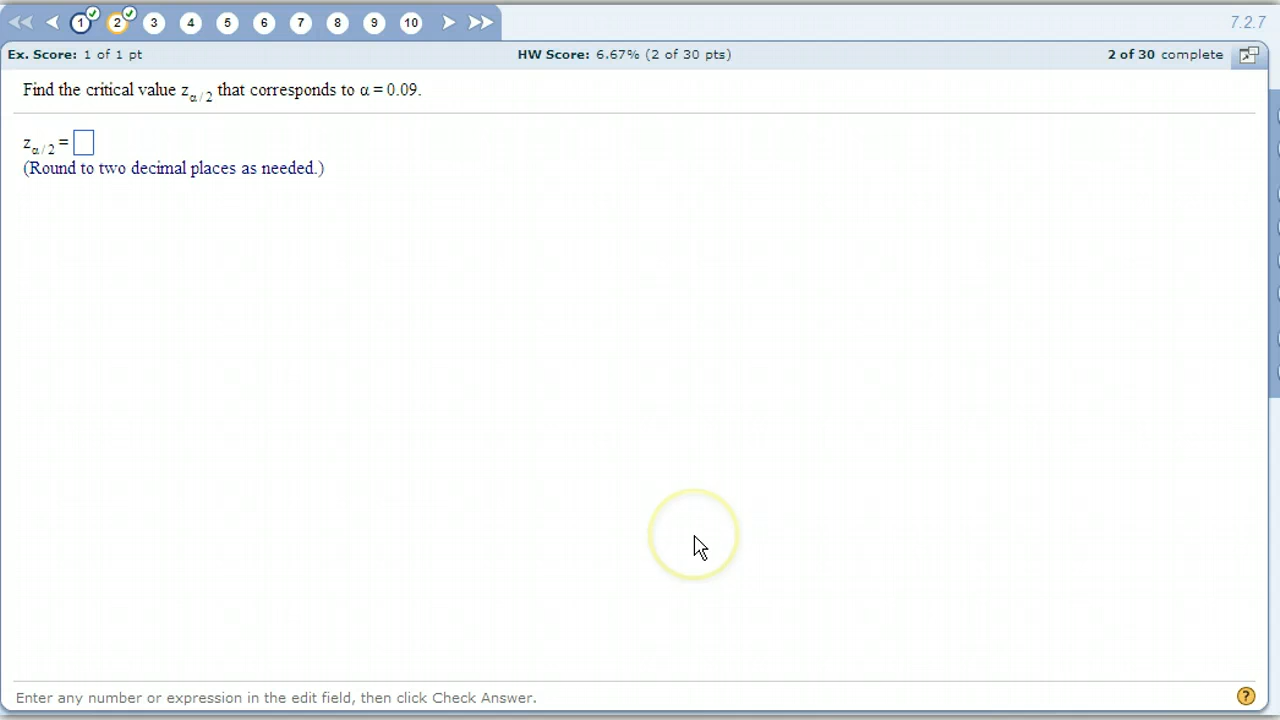 1 2 3 4 5 6 7 8 9 10
7.2.7
Ex. Score: 1 of 1 pt
HW Score: 6.67% (2 of 30 pts)
2 of 30 complete
Find the critical value z α / 2 that corresponds to α = 0.09.
z α / 2 =
(Round to two decimal places as needed.)
Enter any number or expression in the edit field, then click Check Answer.
?